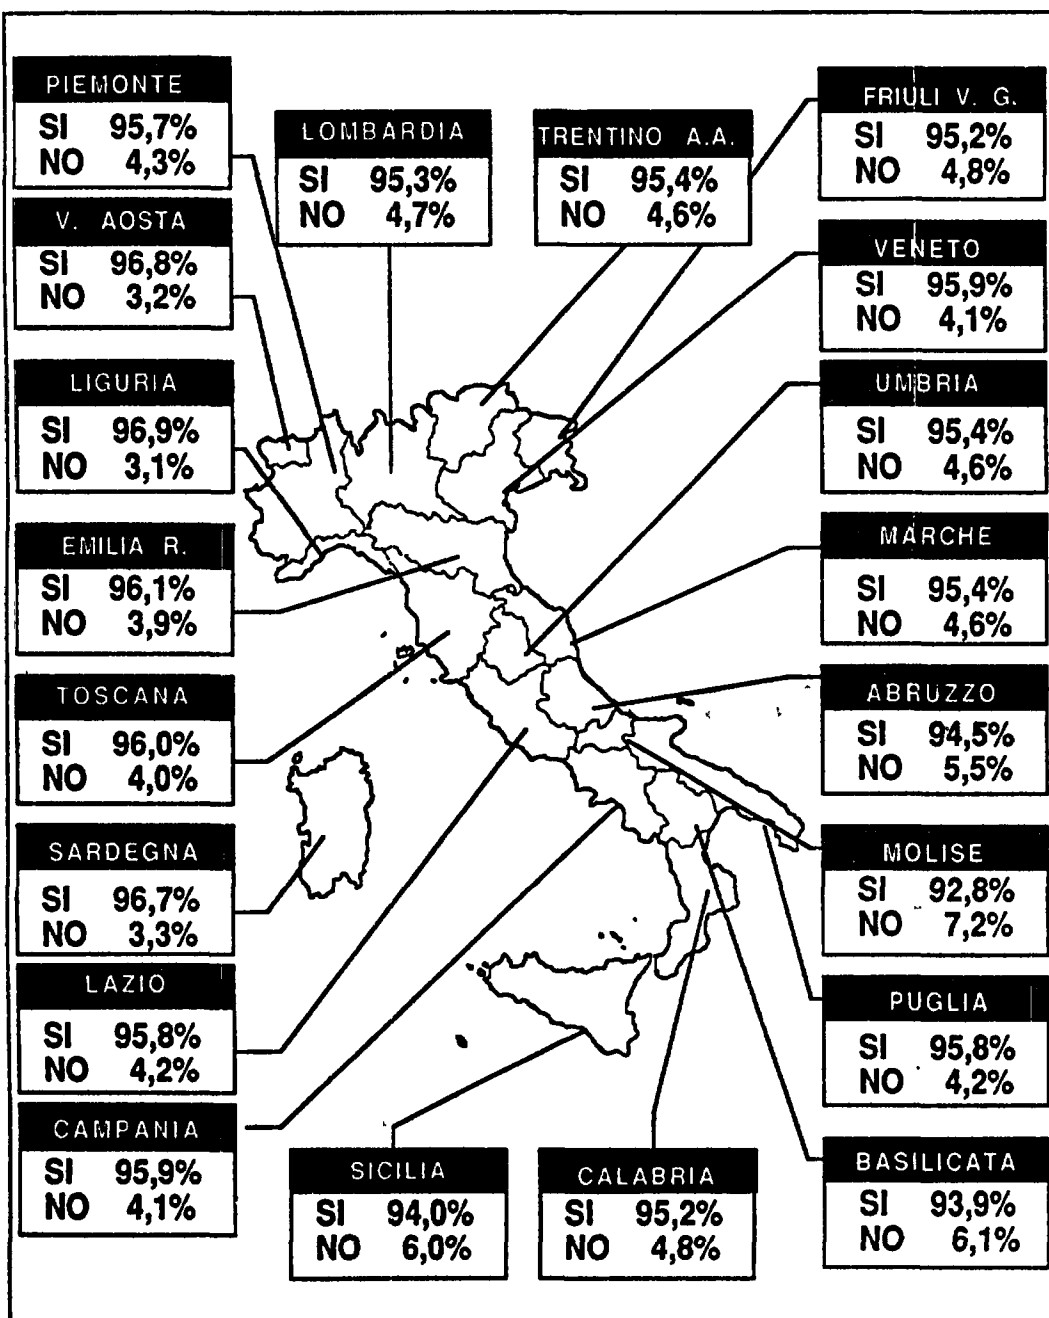 PIEMONTE
SI 95,7%
NO 4,3%
V. AOSTA
SI 96,8%
NO 3,2%
LIGURIA
SI 96,9%
NO 3,1%
EMILIA R.
SI 96,1%
NO 3,9%
TOSCANA
SI 96,0%
NO 4,0%
SARDEGNA
SI 96,7%
NO 3,3%
LAZIO
SI 95,8%
NO 4,2%
CAMPANIA
SI 95,9%
NO 4,1%
LOMBARDIA
SI 95,3%
NO 4,7%
TRENTINO A.A.
SI 95,4%
NO 4,6%
SICILIA
SI 94,0%
NO 6,0%
CALABRIA
SI 95,2%
NO 4,8%
FRIULI V. G.
SI 95,2%
NO 4,8%
VENETO
SI 95,9%
NO 4,1%
UMBRIA
SI 95,4%
NO 4,6%
MARCHE
SI 95,4%
NO 4,6%
ABRUZZO
SI 94,5%
NO 5,5%
MOLISE
SI 92,8%
NO 7,2%
PUGLIA
SI 95,8%
NO 4,2%
BASILICATA
SI 93,9%
NO 6,1%